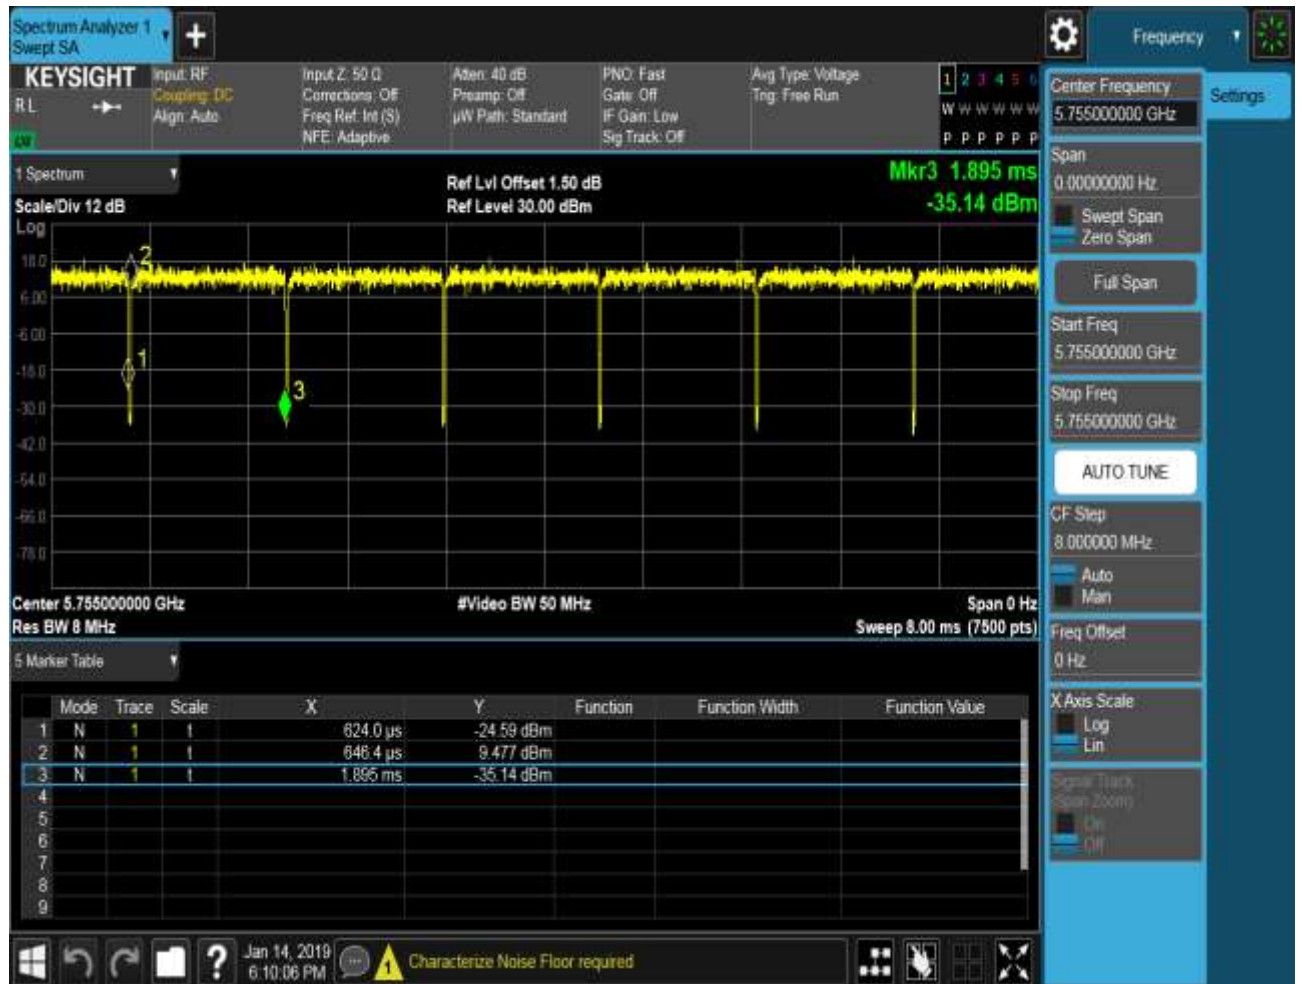 Spectrum Analyzer 1
Swept SA
+
Frequency
KEYSIGHT
R L
Input: RF
Coupling: DC
Align: Auto
Input Z: 50 Ω
Corrections: Off
Freq Ref: Int (S)
NFE: Adaptive
Atten: 40 dB
Preamp: Off
µW Path: Standard
PNO: Fast
Gate: Off
IF Gain: Low
Sig Track: Off
Avg Type: Voltage
Trig: Free Run
1 2 3 4 5 6
W W W W W W
P P P P P P
1 Spectrum
Scale/Div 12 dB
Ref Lvl Offset 1.50 dB
Ref Level 30.00 dBm
Mkr3 1.895 ms
-35.14 dBm
Log
18.0
6.00
-6.00
-18.0
-30.0
-42.0
-54.0
-66.0
-78.0
2
1
3
Center 5.755000000 GHz
#Video BW 50 MHz
Span 0 Hz
Res BW 8 MHz
Sweep 8.00 ms (7500 pts)
5 Marker Table
Mode Trace Scale X Y Function Function Width Function Value
1 N 1 t 624.0 µs -24.59 dBm
2 N 1 t 646.4 µs 9.477 dBm
3 N 1 t 1.895 ms -35.14 dBm
4
5
6
7
8
9
Center Frequency
5.755000000 GHz
Settings
Span
0.00000000 Hz
Swept Span
Zero Span
Full Span
Start Freq
5.755000000 GHz
Stop Freq
5.755000000 GHz
AUTO TUNE
CF Step
8.000000 MHz
Auto
Man
Freq Offset
0 Hz
X Axis Scale
Log
Lin
Signal Track
(Span Zoom)
On
Off
?
Jan 14, 2019
6:10:06 PM
1
Characterize Noise Floor required